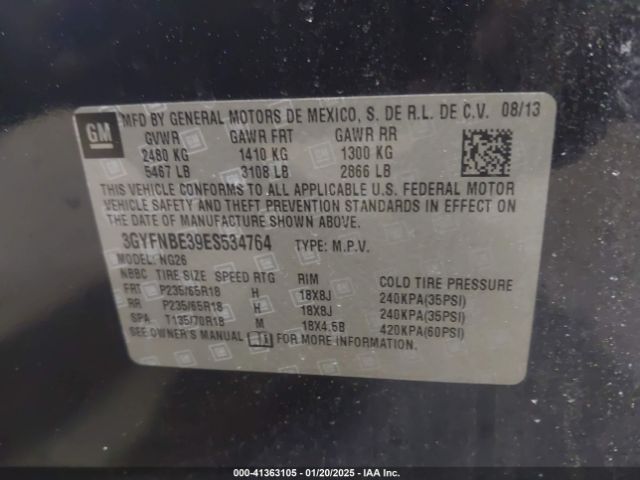 GM MFD BY GENERAL MOTORS DE MEXICO, S. DE R.L. DE C.V. 08/13
GVWR GAWR FRT GAWR RR
2480 KG 1410 KG 1300 KG
5467 LB 3108 LB 2866 LB
THIS VEHICLE CONFORMS TO ALL APPLICABLE U.S. FEDERAL MOTOR
VEHICLE SAFETY AND THEFT PREVENTION STANDARDS IN EFFECT ON
THE DATE OF MANUFACTURE SHOWN ABOVE.
3GYFNBE39ES534764 TYPE: M.P.V.
MODEL: NG26
NBBC TIRE SIZE SPEED RTG RIM COLD TIRE PRESSURE
FRT P235/65R18 H 18X8J 240KPA(35PSI)
RR P235/65R18 H 18X8J 240KPA(35PSI)
SPA T135/70R18 M 18X4.5B 420KPA(60PSI)
SEE OWNER'S MANUAL FOR MORE INFORMATION.
000-41363105 - 01/20/2025 - IAA Inc.